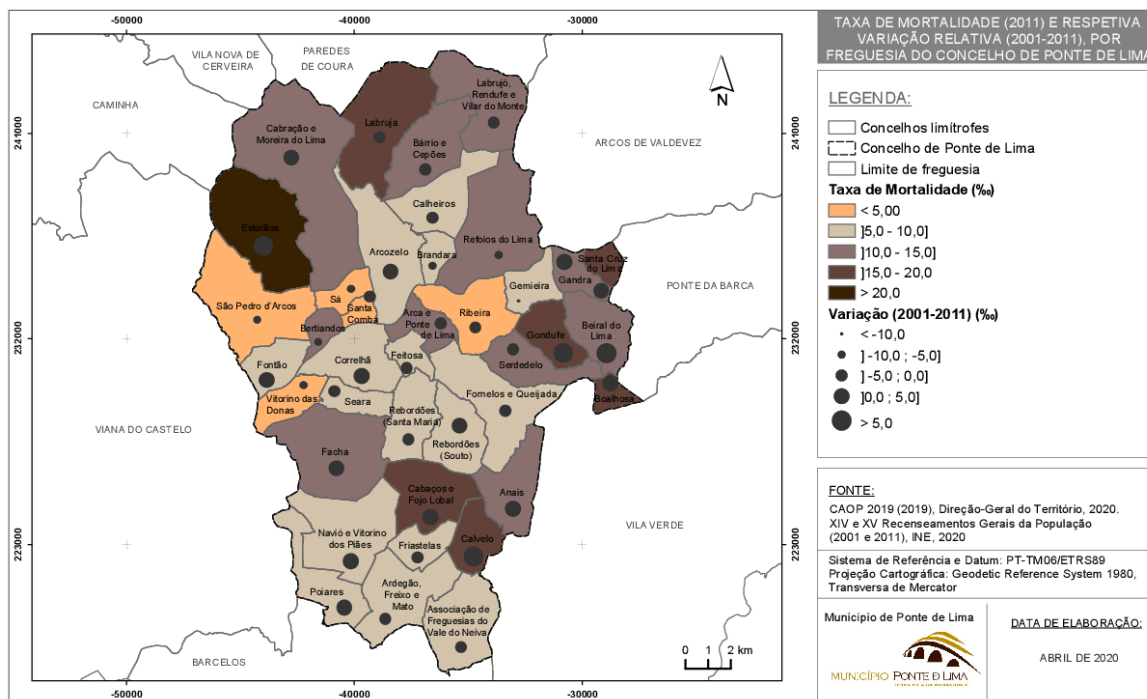 -50000
-40000
-30000
VILA NOVA DE
CERVEIRA
PAREDES
DE COURA
CAMINHA
ARCOS DE VALDEVEZ
PONTE DA BARCA
VIANA DO CASTELO
VILA VERDE
BARCELOS
241000
232000
223000
241000
232000
223000
N
Labrujó,
Rendufe e
Vilar do Monte
Labruja
Cabração e
Moreira do Lima
Bárrio e
Cepões
Calheiros
Estorãos
Refóios do Lima
Arcozelo
Brandara
Santa Cruz
do Lima
Gandra
Gemieira
São Pedro d'Arcos
Sá
Santa
Comba
Ribeira
Arca e
Ponte
de Lima
Bertiandos
Beiral do
Lima
Gondufe
Serdedelo
Correlhã
Feitosa
Fontão
Boalhosa
Fornelos e Queijada
Vitorino das
Donas
Seara
Rebordões
(Santa Maria)
Rebordões
(Souto)
Facha
Cabaços e
Fojo Lobal
Anais
Navió e Vitorino
dos Piães
Friastelas
Calvelo
Poiares
Ardegão,
Freixo e
Mato
Associação de
Freguesias do
Vale do Neiva
0 1 2 km
-50000
-40000
-30000
TAXA DE MORTALIDADE (2011) E RESPETIVA
VARIAÇÃO RELATIVA (2001-2011), POR
FREGUESIA DO CONCELHO DE PONTE DE LIMA
LEGENDA:
Concelhos limítrofes
Concelho de Ponte de Lima
Limite de freguesia
Taxa de Mortalidade (‰)
< 5,00
]5,0 - 10,0]
]10,0 - 15,0]
]15,0 - 20,0
> 20,0
Variação (2001-2011) (‰)
< -10,0
] -10,0 ; -5,0]
] -5,0 ; 0,0]
]0,0 ; 5,0]
> 5,0
FONTE:
CAOP 2019 (2019), Direção-Geral do Território, 2020.
XIV e XV Recenseamentos Gerais da População
(2001 e 2011), INE, 2020
Sistema de Referência e Datum: PT-TM06/ETRS89
Projeção Cartográfica: Geodetic Reference System 1980,
Transversa de Mercator
Município de Ponte de Lima
MUNICÍPIO PONTE DE LIMA
DATA DE ELABORAÇÃO:
ABRIL DE 2020